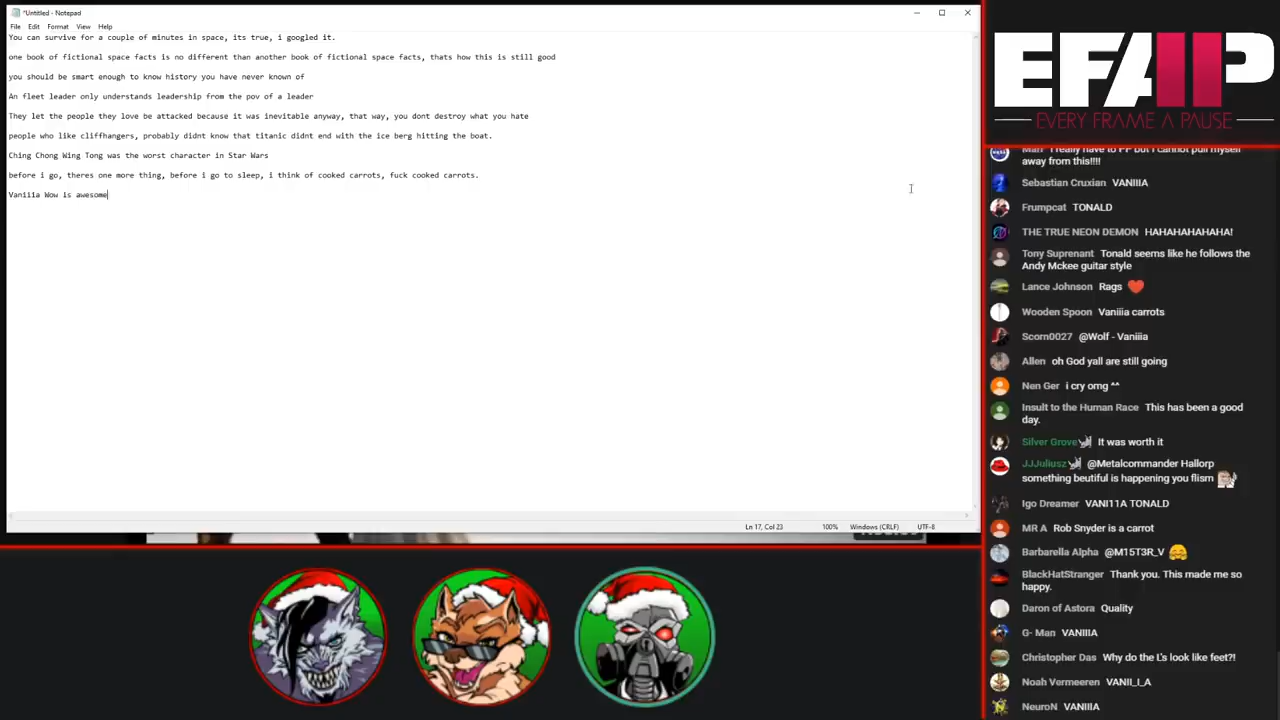 *Untitled - Notepad
File Edit Format View Help
You can survive for a couple of minutes in space, its true, i googled it.
one book of fictional space facts is no different than another book of fictional space facts, thats how this is still good
you should be smart enough to know history you have never known of
An fleet leader only understands leadership from the pov of a leader
They let the people they love be attacked because it was inevitable anyway, that way, you dont destroy what you hate
people who like cliffhangers, probably didnt know that titanic didnt end with the ice berg hitting the boat.
Ching Chong Wing Tong was the worst character in Star Wars
before i go, theres one more thing, before i go to sleep, i think of cooked carrots, fuck cooked carrots.
Vaniiia Wow is awesome
Ln 17, Col 23 100% Windows (CRLF) UTF-8
EFAP
EVERY FRAME A PAUSE
I really have to FF but I cannot pull myself
away from this!!!!
Sebastian Cruxian VANIIIA
Frumpcat TONALD
THE TRUE NEON DEMON HAHAHAHAHAHA!
Tony Suprenant Tonald seems like he follows the
Andy Mckee guitar style
Lance Johnson Rags
Wooden Spoon Vaniiia carrots
Scorn0027 @Wolf - Vaniiia
Allen oh God yall are still going
Nen Ger i cry omg ^^
Insult to the Human Race This has been a good
day.
Silver Grove It was worth it
JJJuliusz @Metalcommander Hallorp
something beutiful is happening you flism
Igo Dreamer VANI11A TONALD
MR A Rob Snyder is a carrot
Barbarella Alpha @M15T3R_V
BlackHatStranger Thank you. This made me so
happy.
Daron of Astora Quality
G- Man VANIIIA
Christopher Das Why do the L's look like feet?!
Noah Vermeeren VANII_I_A
NeuroN VANIIIA